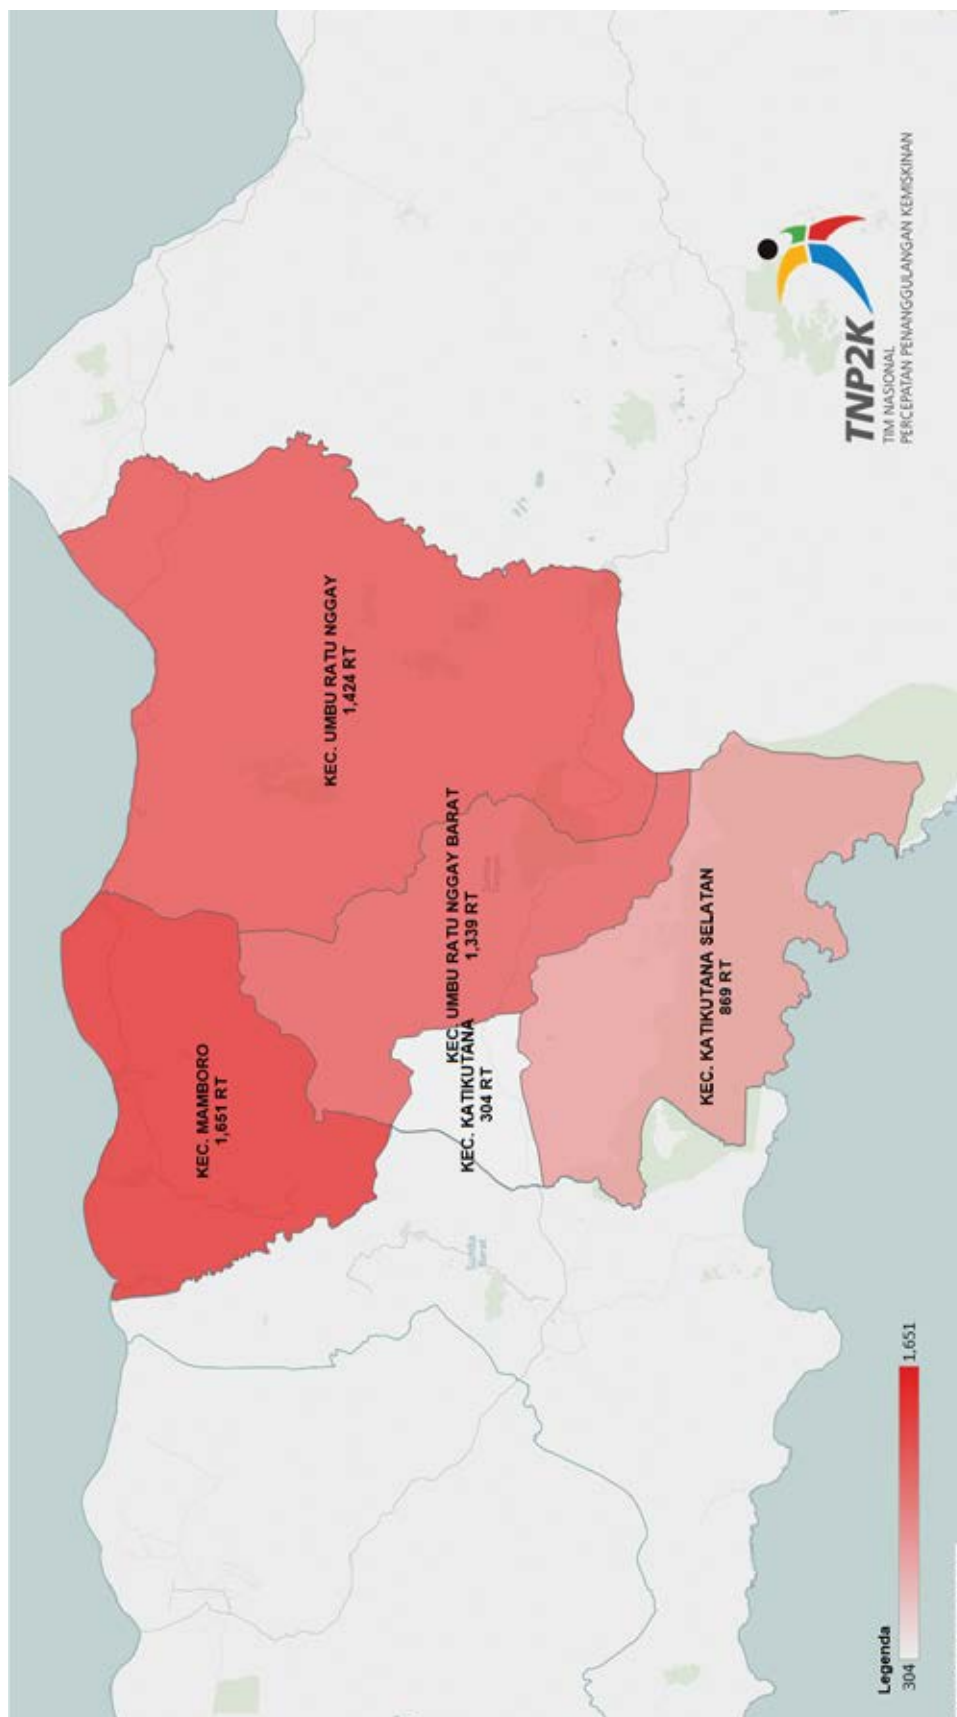 KEC. MAMBORO
1,651 RT
KEC. UMBU RATU NGGAY
1,424 RT
KEC. UMBU RATU NGGAY BARAT
1,339 RT
KEC. KATIKUTANA
304 RT
KEC. KATIKUTANA SELATAN
869 RT
Sumba
Barat
Legenda
304
1,651
TNP2K
TIM NASIONAL
PERCEPATAN PENANGGULANGAN KEMISKINAN